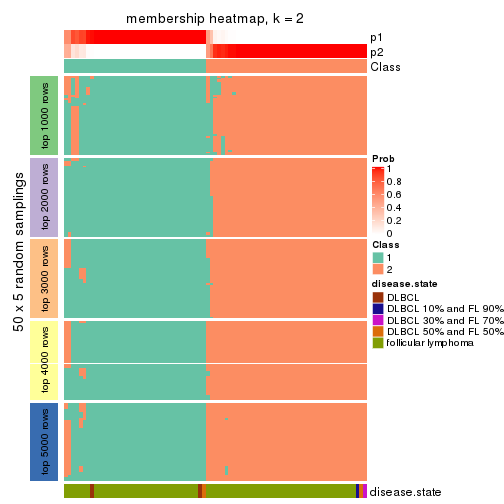 membership heatmap, k = 2
p1
p2
Class
50 x 5 random samplings
top 1000 rows
top 2000 rows
top 3000 rows
top 4000 rows
top 5000 rows
Prob
1
0.8
0.6
0.4
0.2
0
Class
1
2
disease.state
DLBCL
DLBCL 10% and FL 90%
DLBCL 30% and FL 70%
DLBCL 50% and FL 50%
follicular lymphoma
disease.state